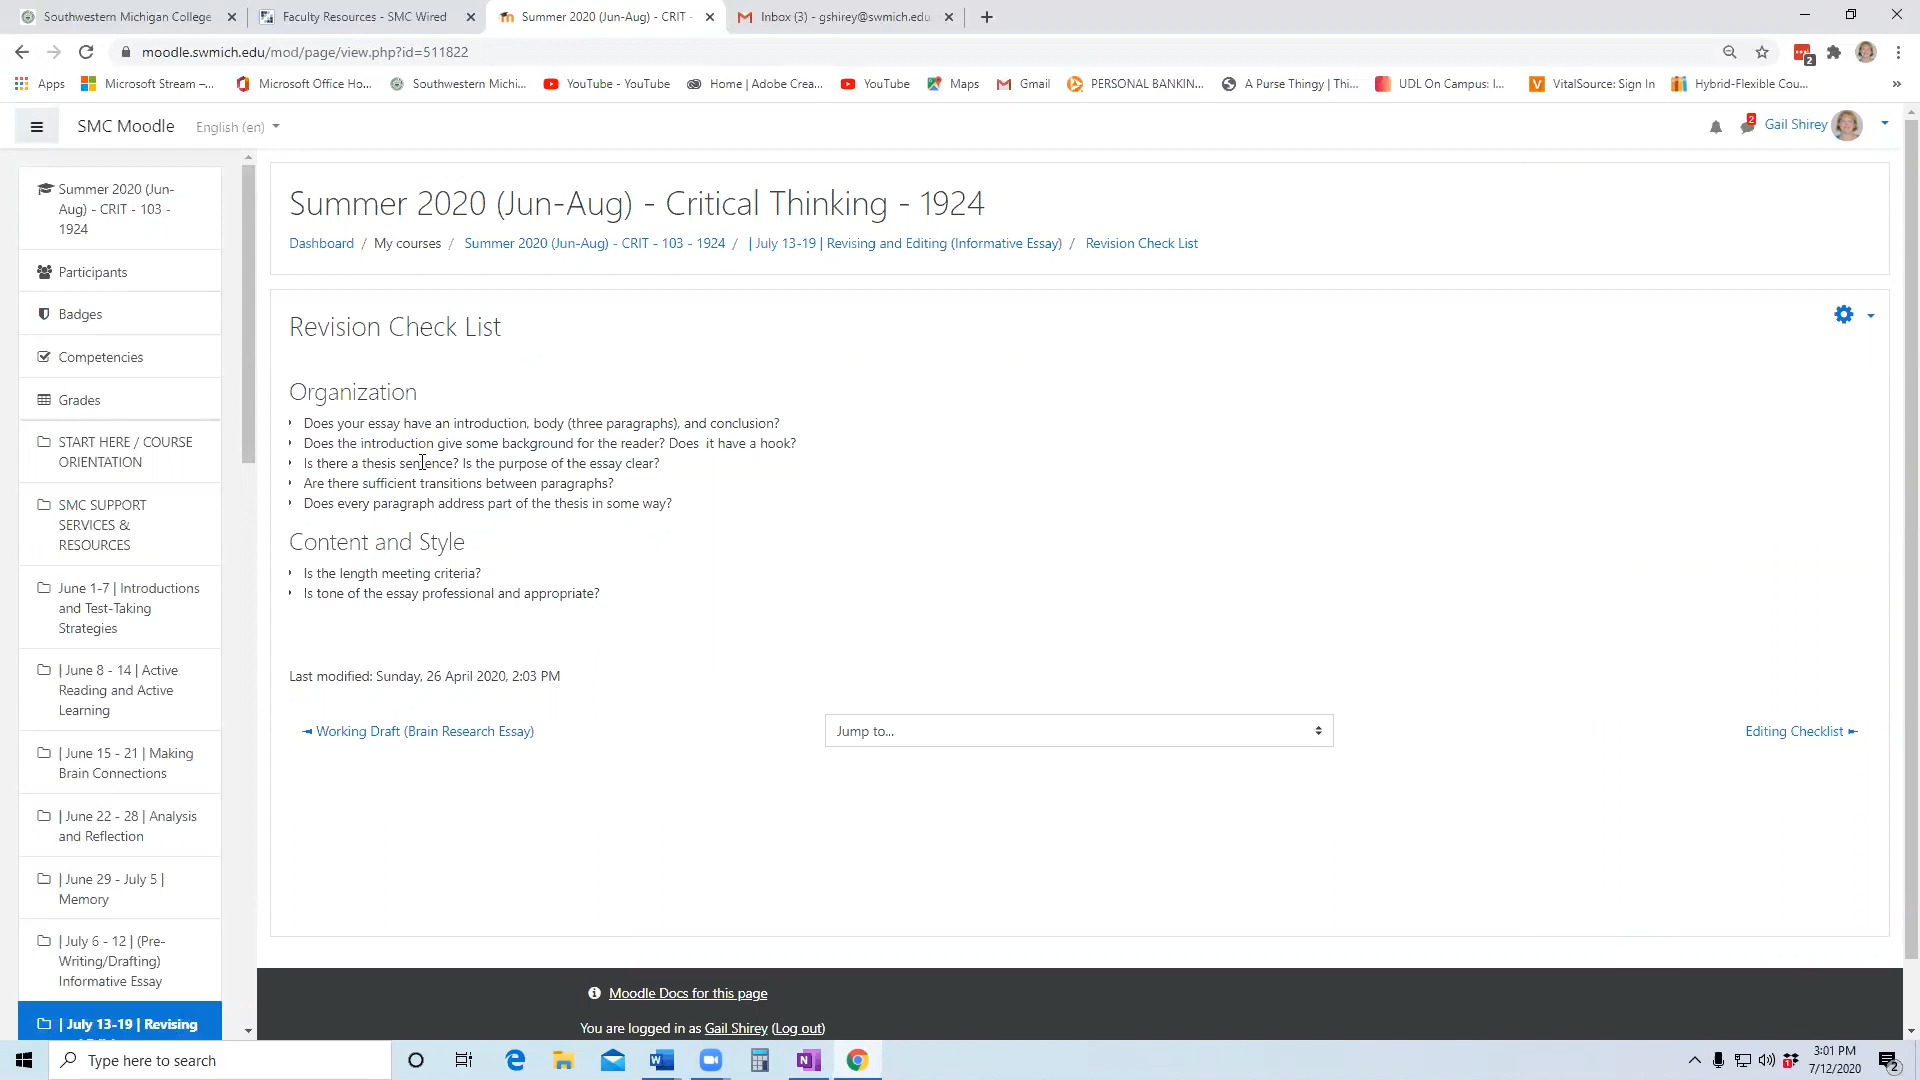 Southwestern Michigan College
Faculty Resources - SMC Wired
Summer 2020 (Jun-Aug) - CRIT -
Inbox (3) - gshirey@swmich.edu
moodle.swmich.edu/mod/page/view.php?id=511822
2
Apps
Microsoft Stream –...
Microsoft Office Ho...
Southwestern Michi...
YouTube - YouTube
Home | Adobe Crea...
YouTube
Maps
Gmail
PERSONAL BANKIN...
A Purse Thingy | Thi...
UDL On Campus: I...
VitalSource: Sign In
Hybrid-Flexible Cou...
SMC Moodle
English (en)
2
Gail Shirey
Summer 2020 (Jun-
Aug) - CRIT - 103 -
1924
Participants
Badges
Competencies
Grades
START HERE / COURSE
ORIENTATION
SMC SUPPORT
SERVICES &
RESOURCES
June 1-7 | Introductions
and Test-Taking
Strategies
| June 8 - 14 | Active
Reading and Active
Learning
| June 15 - 21 | Making
Brain Connections
| June 22 - 28 | Analysis
and Reflection
| June 29 - July 5 |
Memory
| July 6 - 12 | (Pre-
Writing/Drafting)
Informative Essay
| July 13-19 | Revising
Summer 2020 (Jun-Aug) - Critical Thinking - 1924
Dashboard / My courses / Summer 2020 (Jun-Aug) - CRIT - 103 - 1924 / | July 13-19 | Revising and Editing (Informative Essay) / Revision Check List
Revision Check List
Organization
Does your essay have an introduction, body (three paragraphs), and conclusion?
Does the introduction give some background for the reader? Does it have a hook?
Is there a thesis sentence? Is the purpose of the essay clear?
Are there sufficient transitions between paragraphs?
Does every paragraph address part of the thesis in some way?
Content and Style
Is the length meeting criteria?
Is tone of the essay professional and appropriate?
Last modified: Sunday, 26 April 2020, 2:03 PM
◄ Working Draft (Brain Research Essay)
Jump to...
Editing Checklist ►
Moodle Docs for this page
You are logged in as Gail Shirey (Log out)
Type here to search
3:01 PM
7/12/2020
2